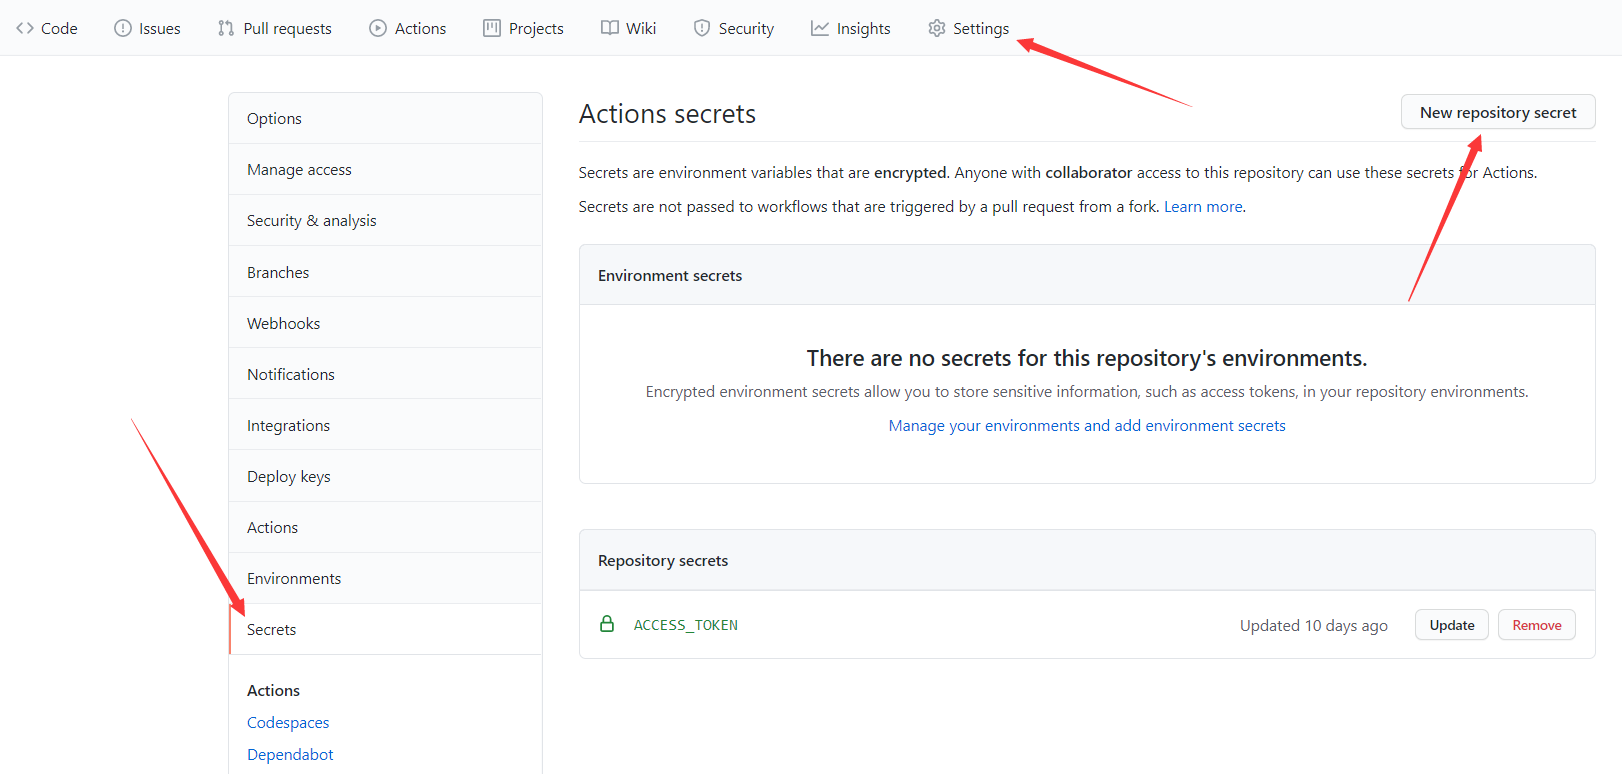 Code Issues Pull requests Actions Projects Wiki Security Insights Settings
Options
Manage access
Security & analysis
Branches
Webhooks
Notifications
Integrations
Deploy keys
Actions
Environments
Secrets
Actions
Codespaces
Dependabot
Actions secrets
New repository secret
Secrets are environment variables that are encrypted. Anyone with collaborator access to this repository can use these secrets for Actions.
Secrets are not passed to workflows that are triggered by a pull request from a fork. Learn more.
Environment secrets
There are no secrets for this repository's environments.
Encrypted environment secrets allow you to store sensitive information, such as access tokens, in your repository environments.
Manage your environments and add environment secrets
Repository secrets
ACCESS_TOKEN Updated 10 days ago Update Remove